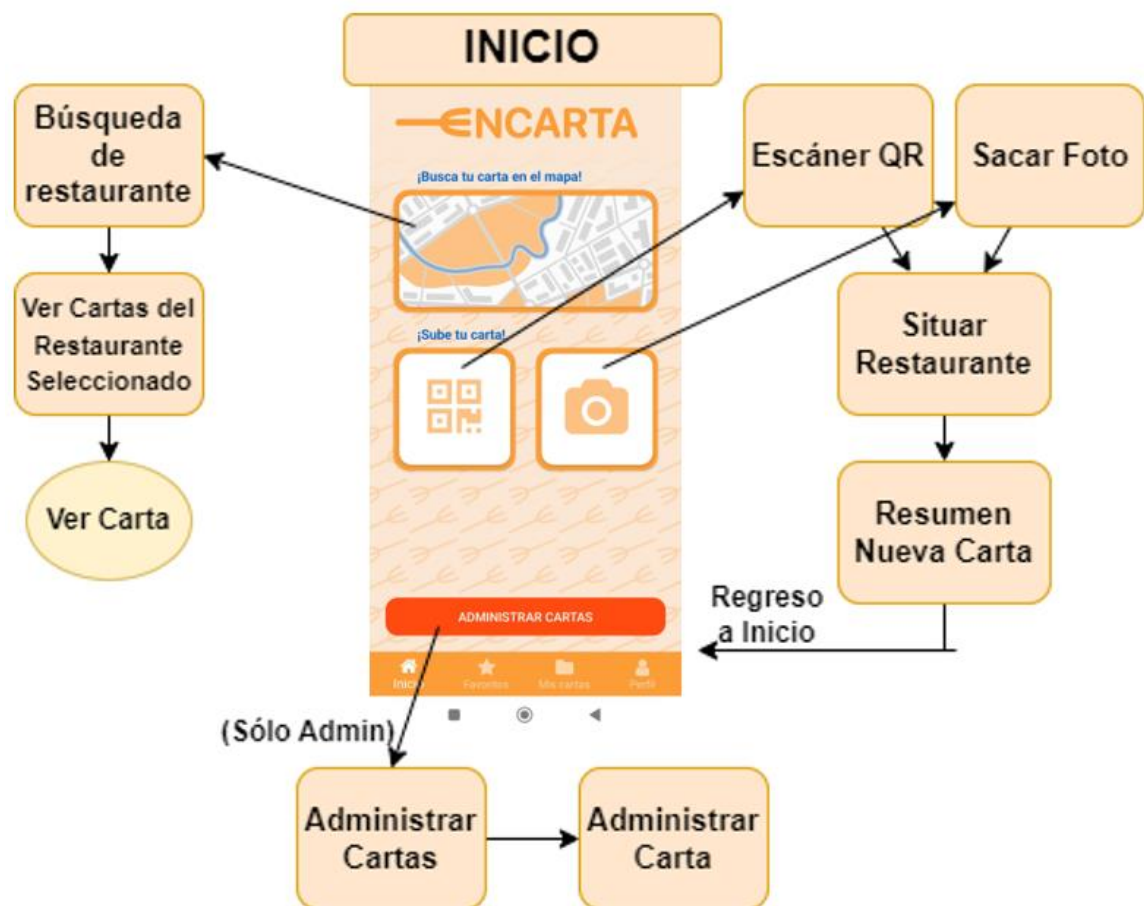 INICIO
Búsqueda
de
restaurante
Ver Cartas del
Restaurante
Seleccionado
Ver Carta
ENCARTA
¡Busca tu carta en el mapa!
¡Sube tu carta!
ADMINISTRAR CARTAS
Inicio
Favoritos
Mis cartas
Perfil
Escáner QR
Sacar Foto
Situar
Restaurante
Resumen
Nueva Carta
Regreso
a Inicio
(Sólo Admin)
Administrar
Cartas
Administrar
Carta